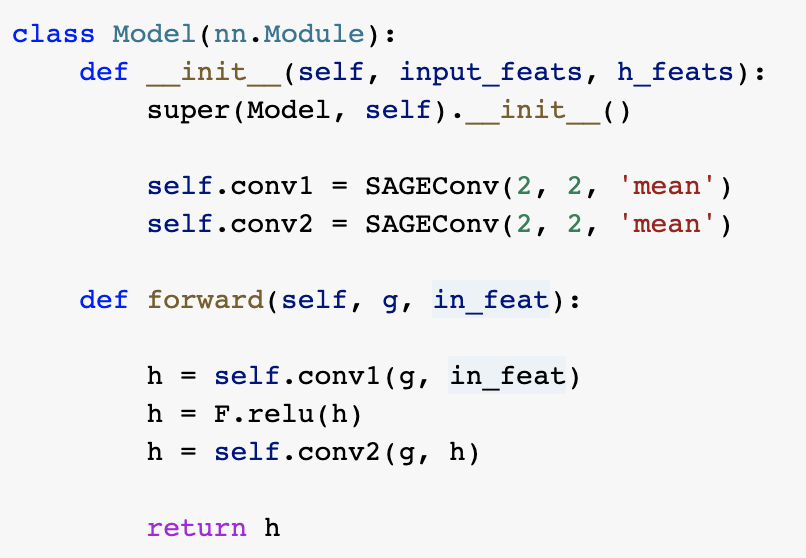 class Model(nn.Module):
    def __init__(self, input_feats, h_feats):
        super(Model, self).__init__()
        self.conv1 = SAGEConv(2, 2, 'mean')
        self.conv2 = SAGEConv(2, 2, 'mean')
    def forward(self, g, in_feat):
        h = self.conv1(g, in_feat)
        h = F.relu(h)
        h = self.conv2(g, h)
        return h